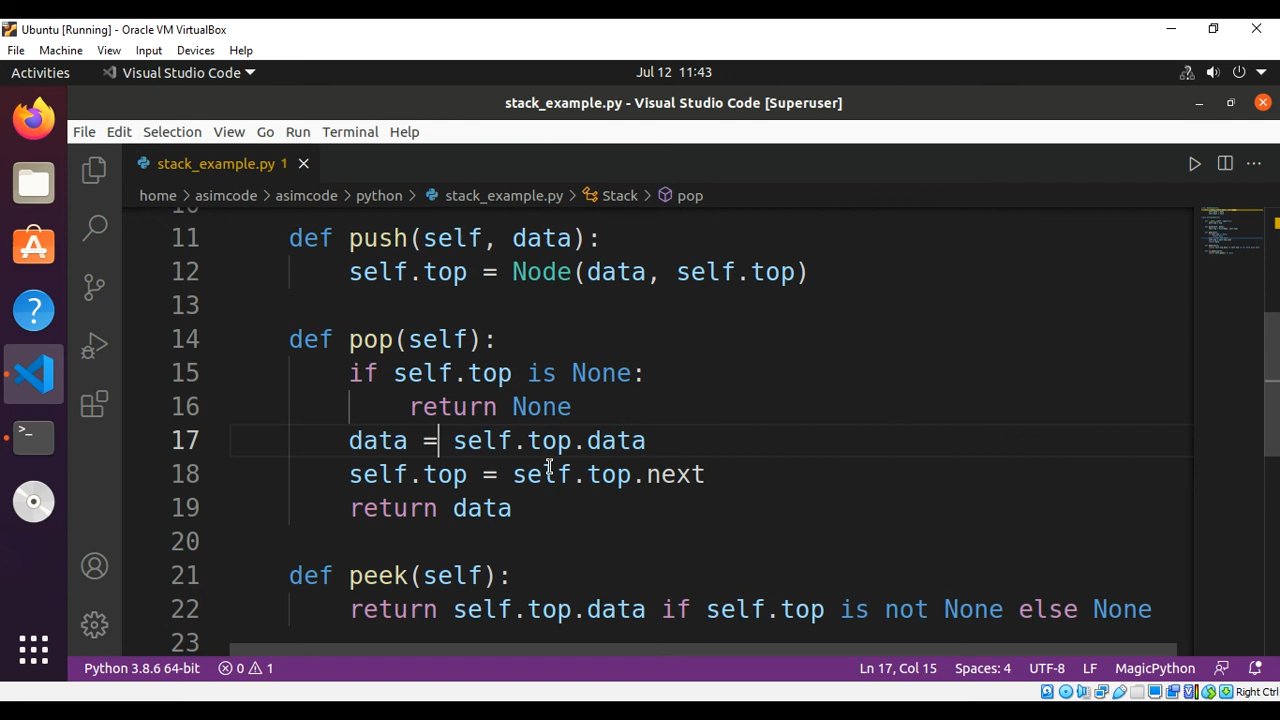 Ubuntu [Running] - Oracle VM VirtualBox
File Machine View Input Devices Help
Activities Visual Studio Code Jul 12 11:43
stack_example.py - Visual Studio Code [Superuser]
File Edit Selection View Go Run Terminal Help
stack_example.py 1
home > asimcode > asimcode > python > stack_example.py > Stack > pop
11 def push(self, data):
12 self.top = Node(data, self.top)
13
14 def pop(self):
15 if self.top is None:
16 return None
17 data = self.top.data
18 self.top = self.top.next
19 return data
20
21 def peek(self):
22 return self.top.data if self.top is not None else None
23
Python 3.8.6 64-bit 0 1 Ln 17, Col 15 Spaces: 4 UTF-8 LF MagicPython
Right Ctrl